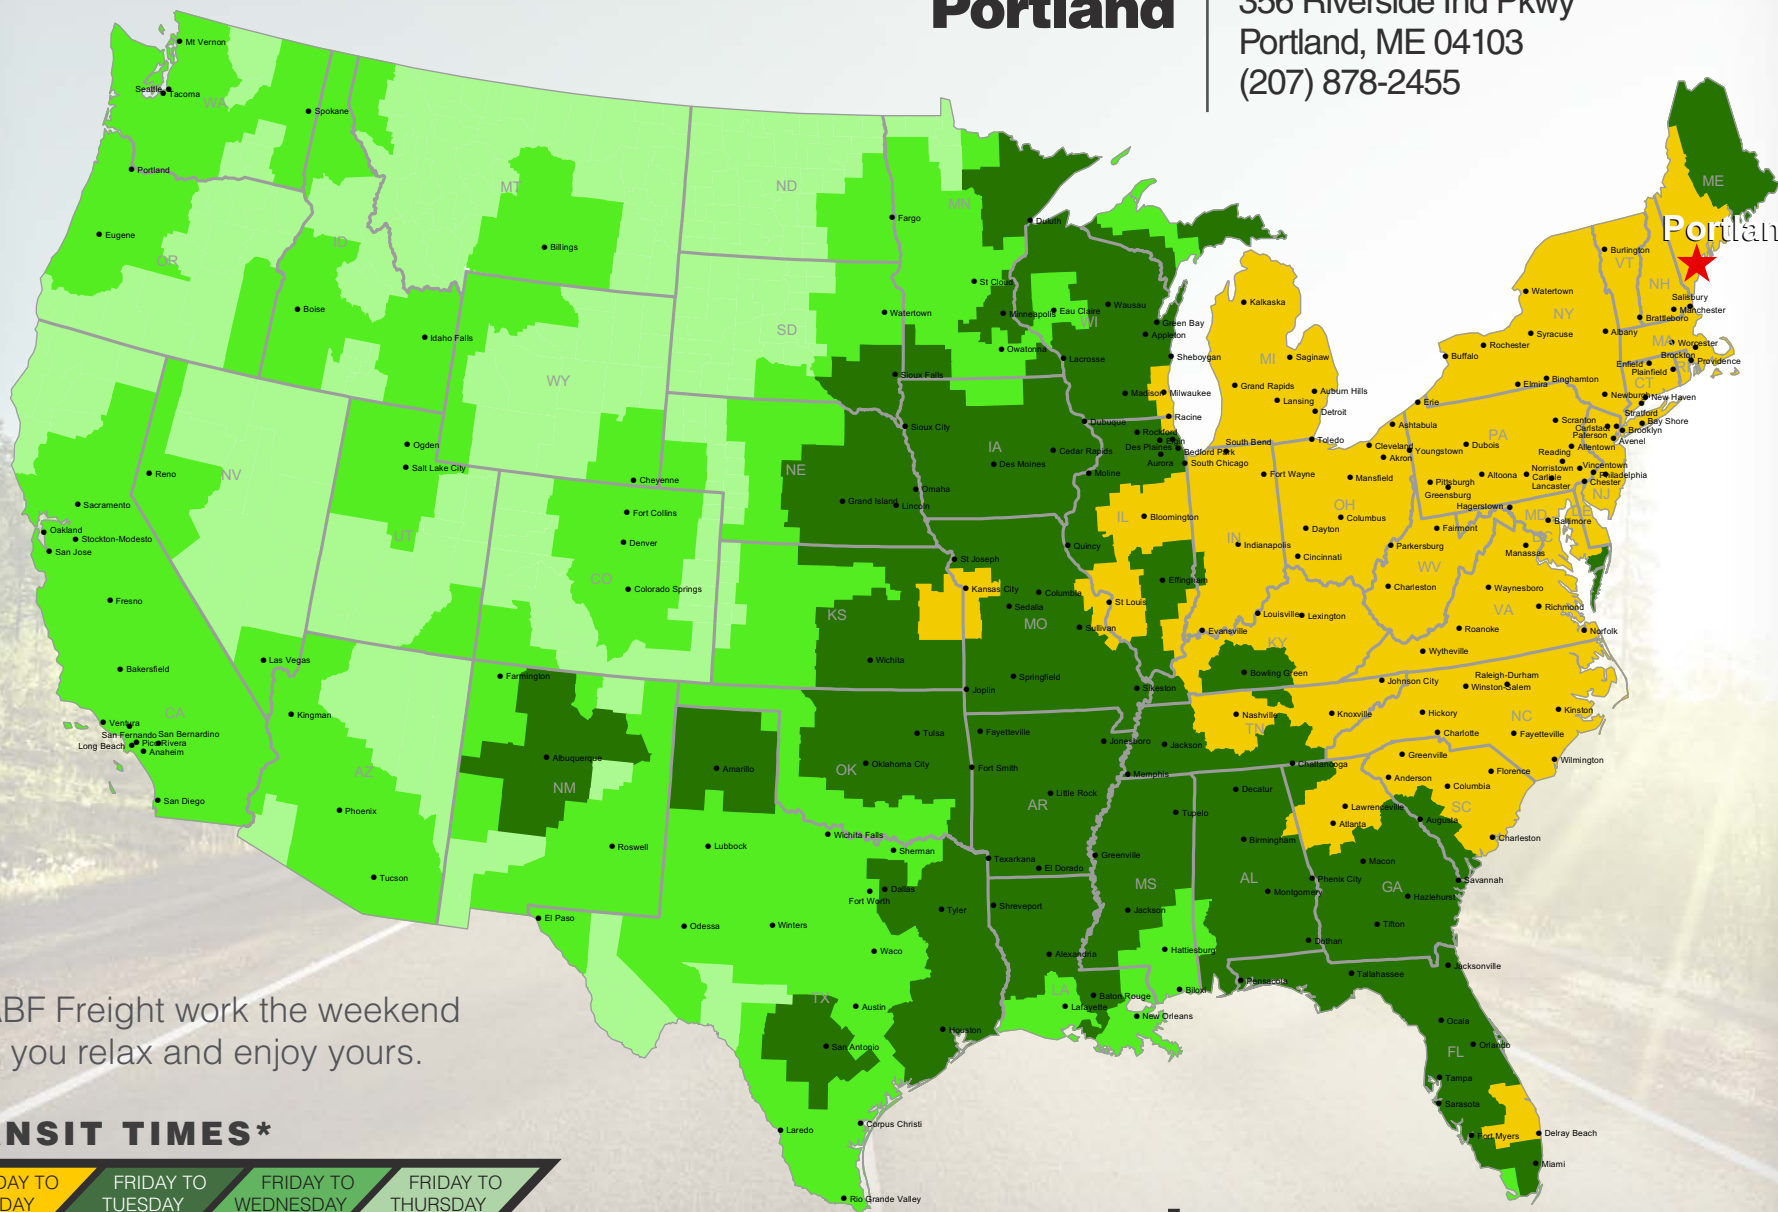 Portland
356 Riverside Ind Pkwy
Portland, ME 04103
(207) 878-2455
Mt Vernon
Seattle
Tacoma
WA
Spokane
Portland
Eugene
OR
ID
Boise
Idaho Falls
MT
Billings
WY
Cheyenne
ND
Fargo
SD
Watertown
Sioux Falls
MN
Duluth
St Cloud
Minneapolis
Owatonna
Eau Claire
WI
Wausau
Green Bay
Appleton
Sheboygan
Lacrosse
Madison
Milwaukee
Racine
MI
Kalkaska
Saginaw
Grand Rapids
Lansing
Auburn Hills
Detroit
ME
Portlan
Burlington
VT
NH
Salisbury
Manchester
Brattleboro
Watertown
NY
Syracuse
Rochester
Buffalo
Albany
MA
Worcester
Brockton
Providence
Enfield
Plainfield
RI
CT
Binghamton
Elmira
Newburgh
New Haven
Stratford
Bay Shore
Brooklyn
Carlstadt
Paterson
Avenel
Erie
Scranton
PA
Dubois
Allentown
Reading
Norristown
Vincentown
Philadelphia
Carlisle
Lancaster
Chester
Altoona
Pittsburgh
Greensburg
NJ
Hagerstown
MD
DE
DC
Baltimore
Manassas
Ashtabula
Cleveland
Akron
Youngstown
Toledo
Mansfield
OH
Columbus
Dayton
Cincinnati
South Bend
Fort Wayne
IN
Indianapolis
Evansville
Fairmont
Parkersburg
WV
Charleston
Waynesboro
VA
Richmond
Roanoke
Norfolk
Wytheville
Louisville
Lexington
KY
Bowling Green
Dubuque
Rockford
Elgin
Des Plaines
Bedford Park
Aurora
South Chicago
Moline
IL
Bloomington
Quincy
Effingham
IA
Sioux City
Cedar Rapids
Des Moines
NE
Omaha
Grand Island
Lincoln
St Joseph
Kansas City
Columbia
Sedalia
St Louis
MO
Sullivan
Springfield
Joplin
Sikeston
KS
Wichita
Reno
NV
Las Vegas
Ogden
Salt Lake City
UT
Fort Collins
Denver
CO
Colorado Springs
Sacramento
Oakland
Stockton-Modesto
San Jose
Fresno
Bakersfield
CA
Ventura
San Fernando
San Bernardino
Pico Rivera
Long Beach
Anaheim
San Diego
Kingman
AZ
Phoenix
Tucson
Farmington
Albuquerque
NM
Roswell
El Paso
Amarillo
Lubbock
Odessa
Winters
Wichita Falls
Sherman
Dallas
Fort Worth
Tyler
Waco
TX
Austin
Houston
San Antonio
Corpus Christi
Laredo
Rio Grande Valley
Tulsa
OK
Oklahoma City
Fayetteville
Fort Smith
Little Rock
AR
Jonesboro
Texarkana
El Dorado
Shreveport
Alexandria
LA
Baton Rouge
Lafayette
New Orleans
Nashville
TN
Knoxville
Johnson City
Jackson
Memphis
Chattanooga
Tupelo
Greenville
MS
Jackson
Hattiesburg
Biloxi
Decatur
Birmingham
AL
Montgomery
Dothan
Phenix City
Lawrenceville
Atlanta
Augusta
Macon
GA
Hazlehurst
Tifton
Savannah
Raleigh-Durham
Winston-Salem
Hickory
NC
Kinston
Charlotte
Fayetteville
Wilmington
Greenville
Anderson
Florence
Columbia
SC
Charleston
Pensacola
Tallahassee
Jacksonville
Ocala
FL
Orlando
Tampa
Sarasota
Fort Myers
Delray Beach
Miami
ABF Freight work the weekend
you relax and enjoy yours.
NSIT TIMES*
DAY TO
DAY
FRIDAY TO
TUESDAY
FRIDAY TO
WEDNESDAY
FRIDAY TO
THURSDAY